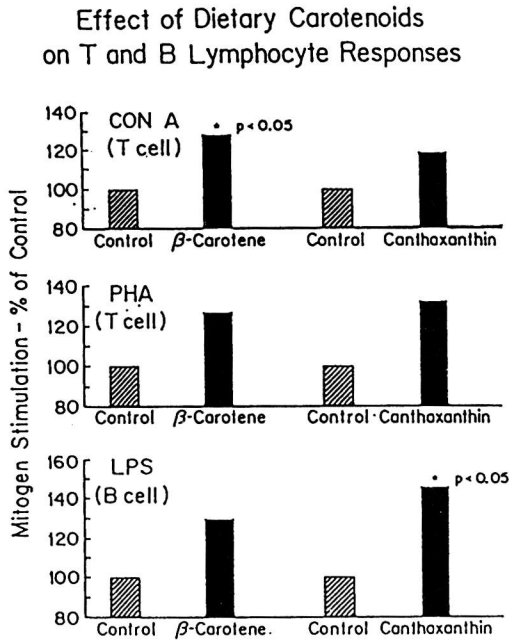 Effect of Dietary Carotenoids
on T and B Lymphocyte Responses
Mitogen Stimulation - % of Control
140
120
100
80
CON A
(T cell)
* p<0.05
Control β-Carotene Control Canthaxanthin
140
120
100
80
PHA
(T cell)
Control β-Carotene Control Canthaxanthin
160
140
120
100
80
LPS
(B cell)
* p<0.05
Control β-Carotene Control Canthaxanthin